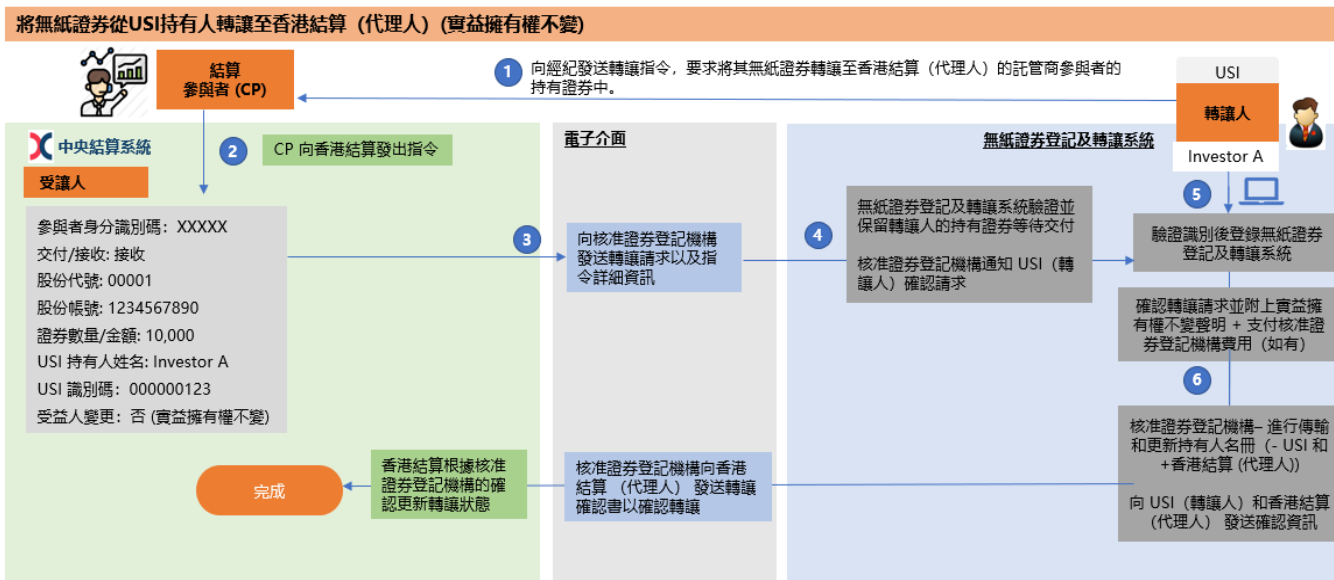 將無紙證券從USI持有人轉讓至香港結算（代理人）(實益擁有權不變)
結算
參與者 (CP)
1
向經紀發送轉讓指令，要求將其無紙證券轉讓至香港結算（代理人）的託管商參與者的
持有證券中。
USI
轉讓人
Investor A
中央結算系統
2
CP 向香港結算發出指令
電子介面
無紙證券登記及轉讓系統
受讓人
參與者身分識別碼：XXXXX
交付/接收: 接收
股份代號: 00001
股份帳號: 1234567890
證券數量/金額: 10,000
USI 持有人姓名: Investor A
USI 識別碼：000000123
受益人變更：否 (實益擁有權不變)
3
向核准證券登記機構
發送轉讓請求以及指
令詳細資訊
4
無紙證券登記及轉讓系統驗證並
保留轉讓人的持有證券等待交付
核准證券登記機構通知 USI（轉
讓人）確認請求
5
驗證識別後登錄無紙證券
登記及轉讓系統
確認轉讓請求並附上實益擁
有權不變聲明 + 支付核准證
券登記機構費用（如有）
6
核准證券登記機構– 進行傳輸
和更新持有人名冊（- USI 和
+香港結算 (代理人)）
向 USI（轉讓人）和香港結算
(代理人） 發送確認資訊
核准證券登記機構向香港
結算 （代理人） 發送轉讓
確認書以確認轉讓
香港結算根據核准
證券登記機構的確
認更新轉讓狀態
完成